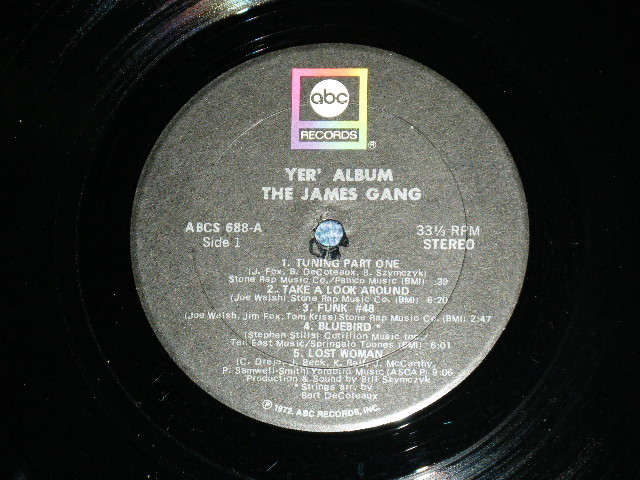 abc
RECORDS
®
YER' ALBUM
THE JAMES GANG
ABCS 688-A
Side 1
33⅓ RPM
STEREO
1. TUNING PART ONE
(J. Fox, B. DeCoteaux, B. Szymczyk)
Stone Rap Music Co./Pamco Music (BMI) :39
2. TAKE A LOOK AROUND
(Joe Walsh) Stone Rap Music Co. (BMI) 6:20
3. FUNK #48
(Joe Walsh, Jim Fox, Tom Kriss) Stone Rap Music Co. (BMI) 2:47
4. BLUEBIRD *
(Stephen Stills) Cotillion Music Inc.,
Ten East Music/Springalo Toones (BMI) 6:01
5. LOST WOMAN
(C. Dreja, J. Beck, K. Relf, J. McCarthy,
P. Samwell-Smith) Yardbird Music (ASCAP) 9:06
Production & Sound by Bill Szymczyk
* Strings arr. by
Bert DeCoteaux
℗ 1972, ABC RECORDS, INC.